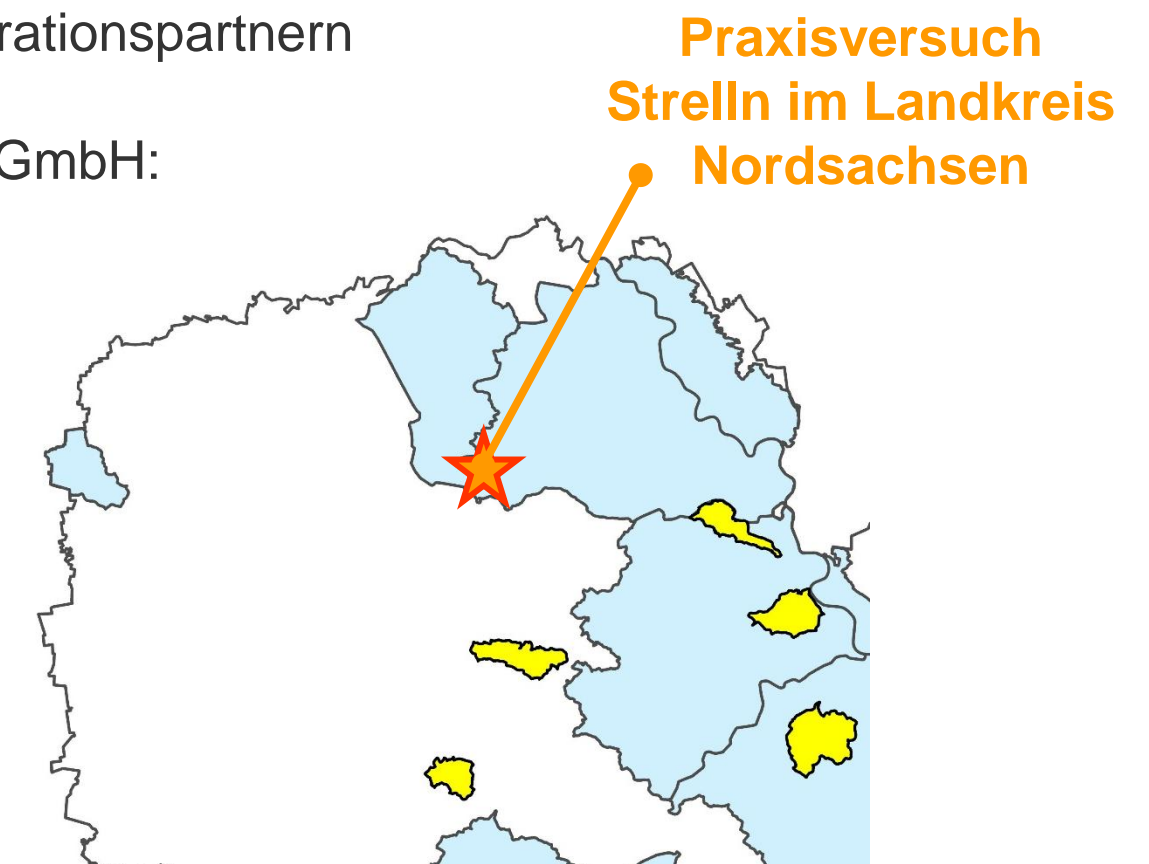 rationspartnern
GmbH:
Praxisversuch
Strelln im Landkreis
Nordsachsen